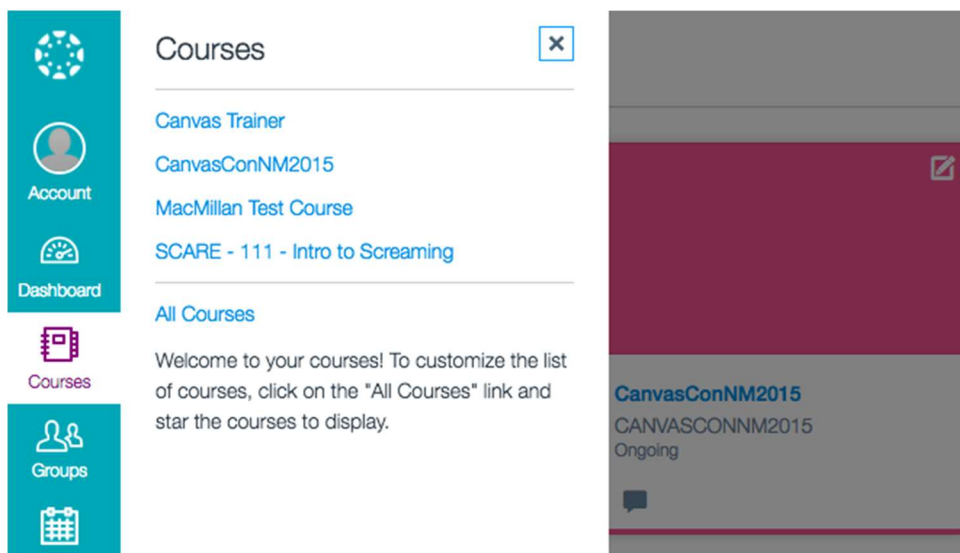 Courses
Canvas Trainer
CanvasConNM2015
MacMillan Test Course
SCARE - 111 - Intro to Screaming
All Courses
Welcome to your courses! To customize the list
of courses, click on the "All Courses" link and
star the courses to display.
Account
Dashboard
Courses
Groups
CanvasConNM2015
CANVASCONNM2015
Ongoing